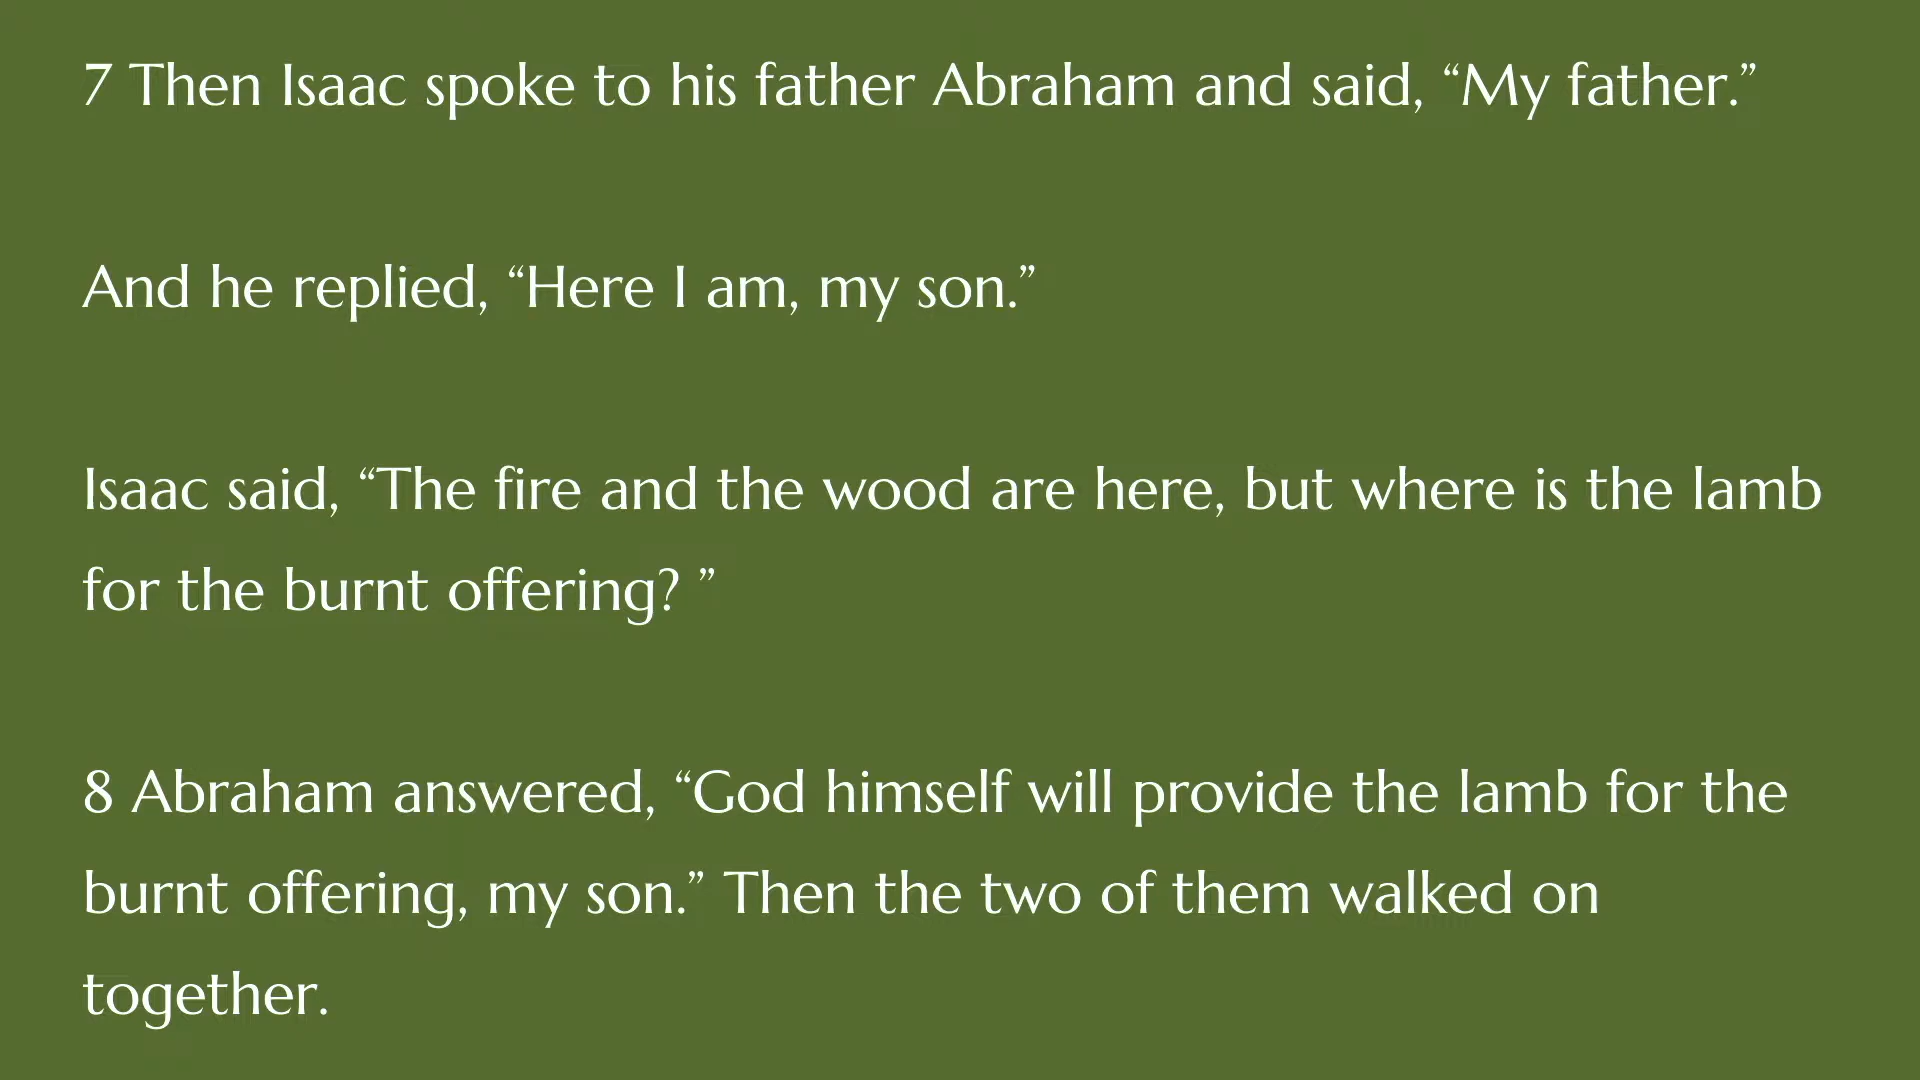 7 Then Isaac spoke to his father Abraham and said, “My father.”
And he replied, “Here I am, my son.”
Isaac said, “The fire and the wood are here, but where is the lamb
for the burnt offering? ”
8 Abraham answered, “God himself will provide the lamb for the
burnt offering, my son.” Then the two of them walked on
together.